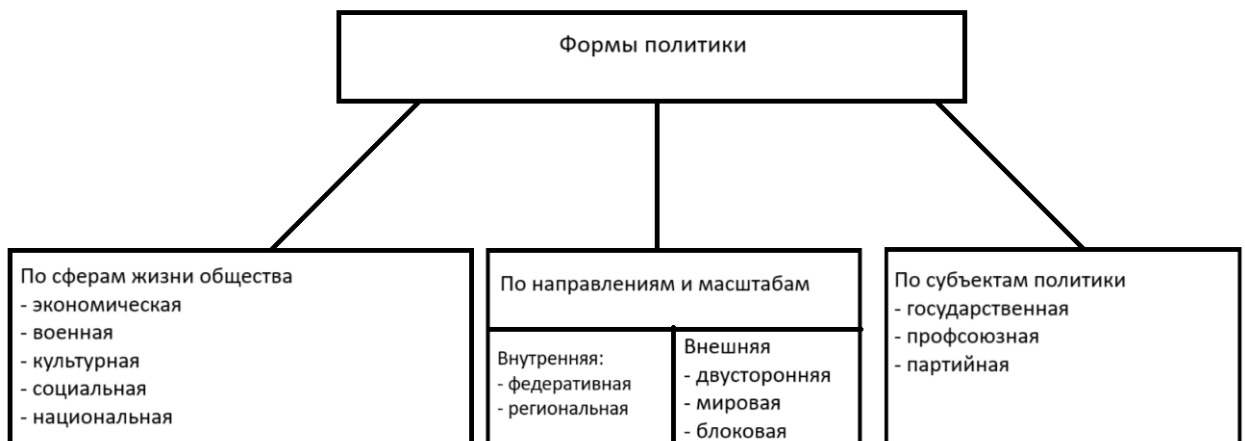 Формы политики
По сферам жизни общества
- экономическая
- военная
- культурная
- социальная
- национальная
По направлениям и масштабам
Внутренняя:
- федеративная
- региональная
Внешняя
- двусторонняя
- мировая
- блоковая
По субъектам политики
- государственная
- профсоюзная
- партийная